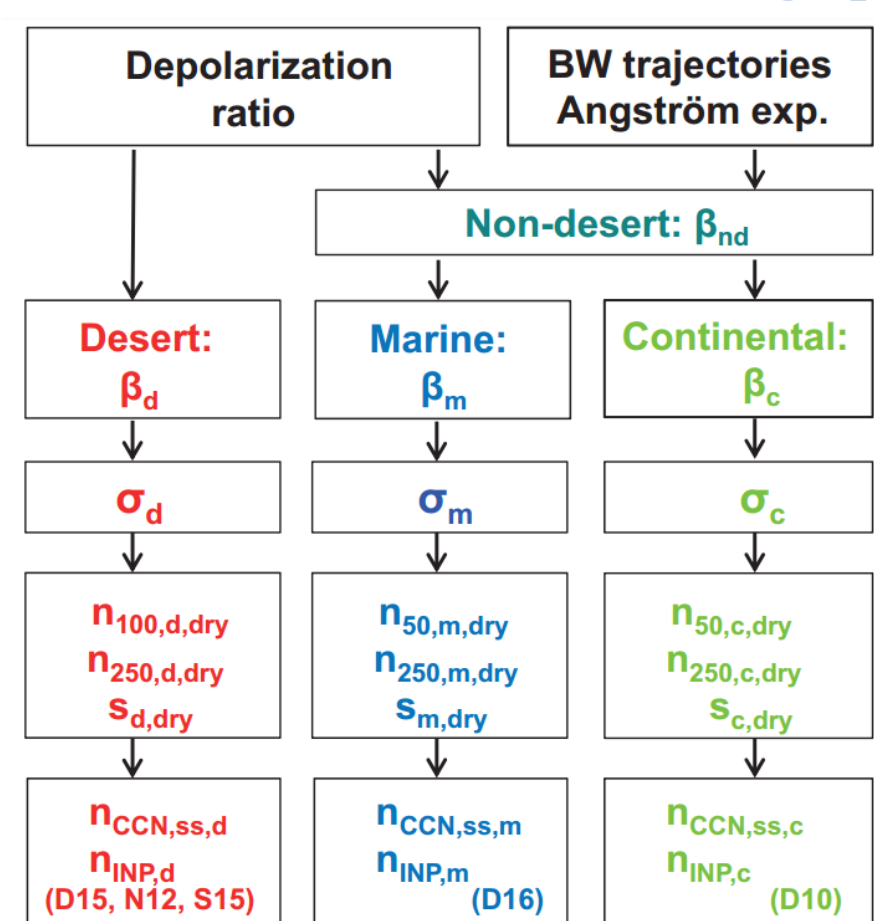 Depolarization
ratio
BW trajectories
Angström exp.
Non-desert: βnd
Desert:
βd
Marine:
βm
Continental:
βc
σd
σm
σc
n100,d,dry
n250,d,dry
sd,dry
n50,m,dry
n250,m,dry
sm,dry
n50,c,dry
n250,c,dry
sc,dry
nCCN,ss,d
nINP,d
(D15, N12, S15)
nCCN,ss,m
nINP,m
(D16)
nCCN,ss,c
nINP,c
(D10)